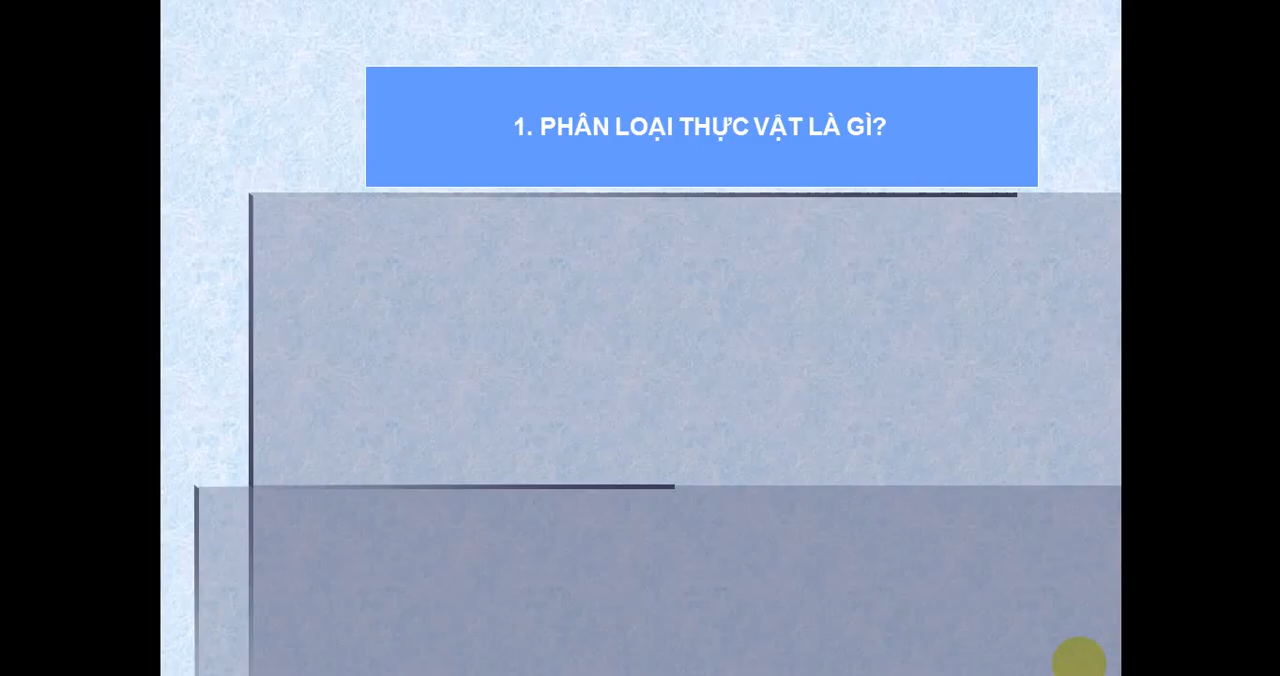 1. PHÂN LOẠI THỰC VẬT LÀ GÌ?